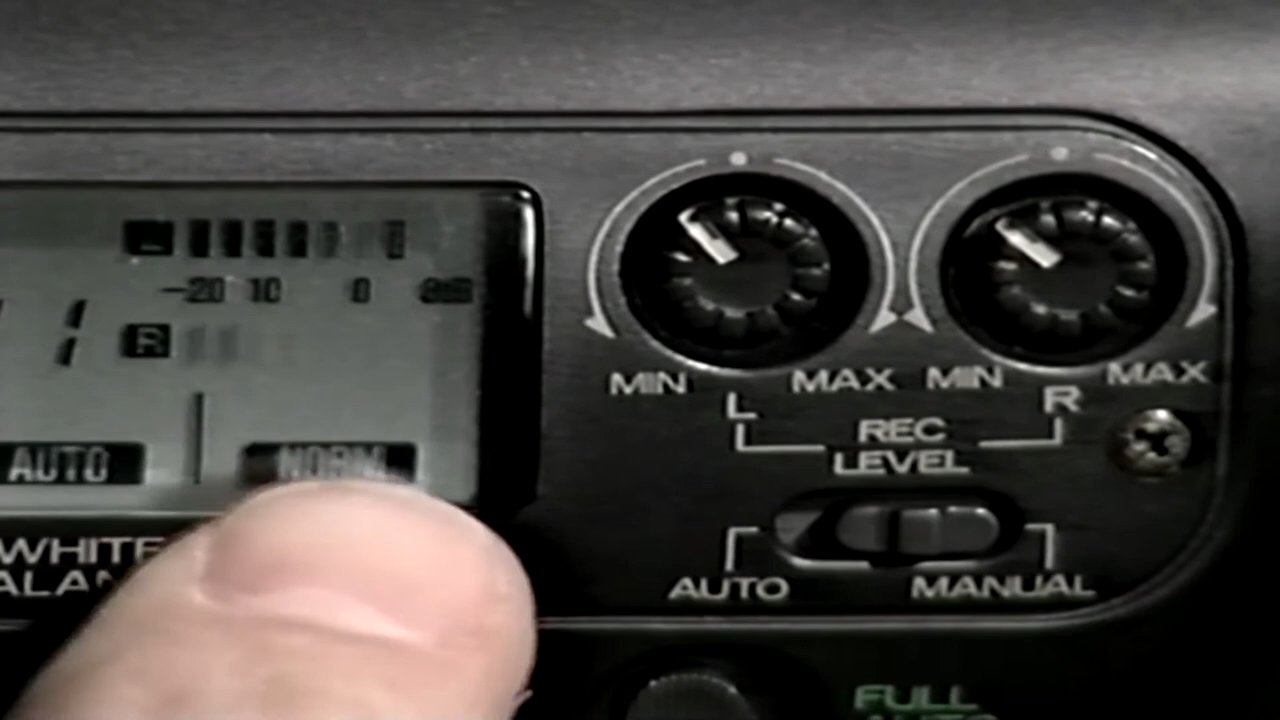 L
-20 10 0 dB
R
AUTO NORM
WHITE
MIN MAX MIN MAX
L R
REC
LEVEL
AUTO MANUAL
FULL